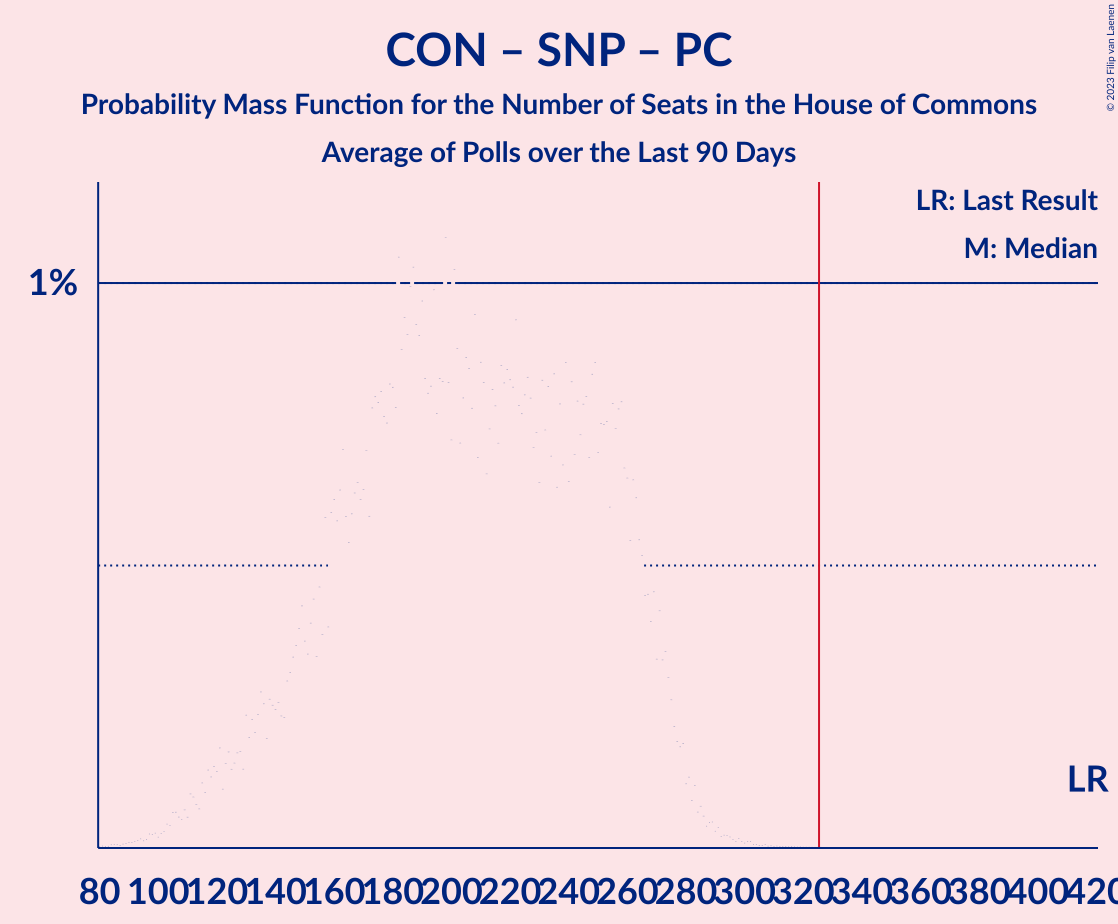 CON – SNP – PC
Probability Mass Function for the Number of Seats in the House of Commons
Average of Polls over the Last 90 Days
© 2023 Filip van Laenen
LR: Last Result
M: Median
1%
LR
80 100 120 140 160 180 200 220 240 260 280 300 320 340 360 380 400 420